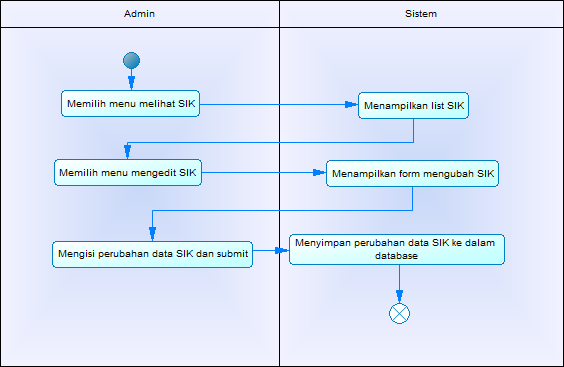 Admin
Sistem
Memilih menu melihat SIK
Menampilkan list SIK
Memilih menu mengedit SIK
Menampilkan form mengubah SIK
Mengisi perubahan data SIK dan submit
Menyimpan perubahan data SIK ke dalam
database